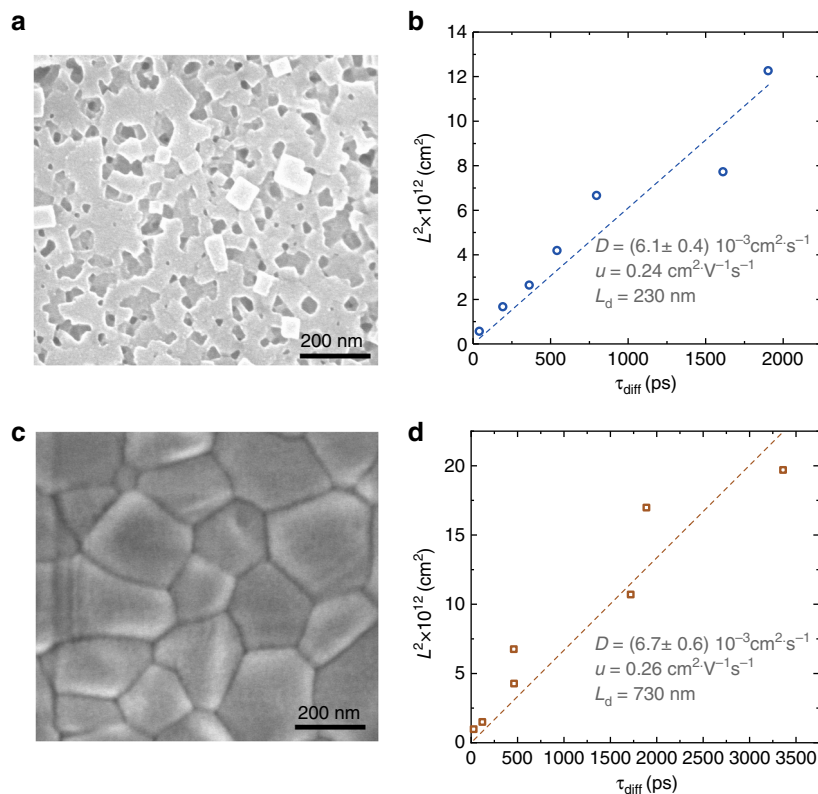 a
200 nm
b
14
12
10
8
6
4
2
0
L²×10¹² (cm²)
D = (6.1± 0.4) 10⁻³cm²·s⁻¹
u = 0.24 cm²·V⁻¹s⁻¹
L_d = 230 nm
0 500 1000 1500 2000
τ_diff (ps)
c
200 nm
d
20
15
10
5
0
L²×10¹² (cm²)
D = (6.7± 0.6) 10⁻³cm²·s⁻¹
u = 0.26 cm²·V⁻¹s⁻¹
L_d = 730 nm
0 500 1000 1500 2000 2500 3000 3500
τ_diff (ps)